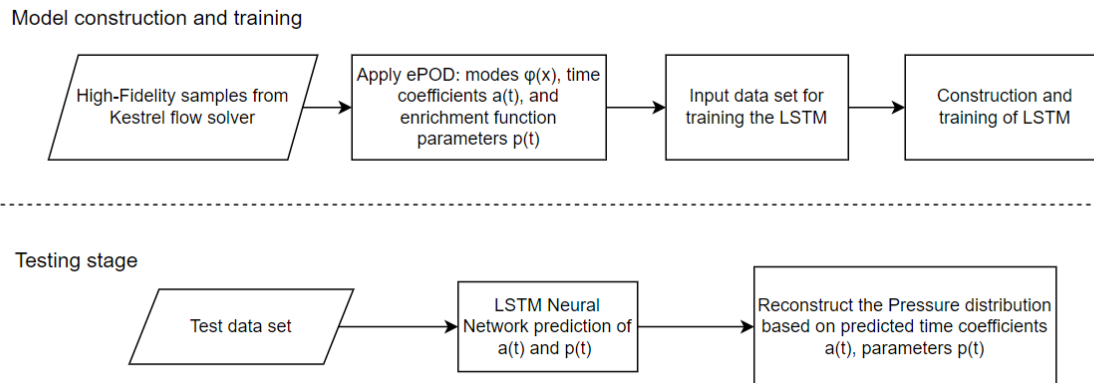 Model construction and training
High-Fidelity samples from
Kestrel flow solver
Apply ePOD: modes φ(x), time
coefficients a(t), and
enrichment function
parameters p(t)
Input data set for
training the LSTM
Construction and
training of LSTM
Testing stage
Test data set
LSTM Neural
Network prediction of
a(t) and p(t)
Reconstruct the Pressure distribution
based on predicted time coefficients
a(t), parameters p(t)